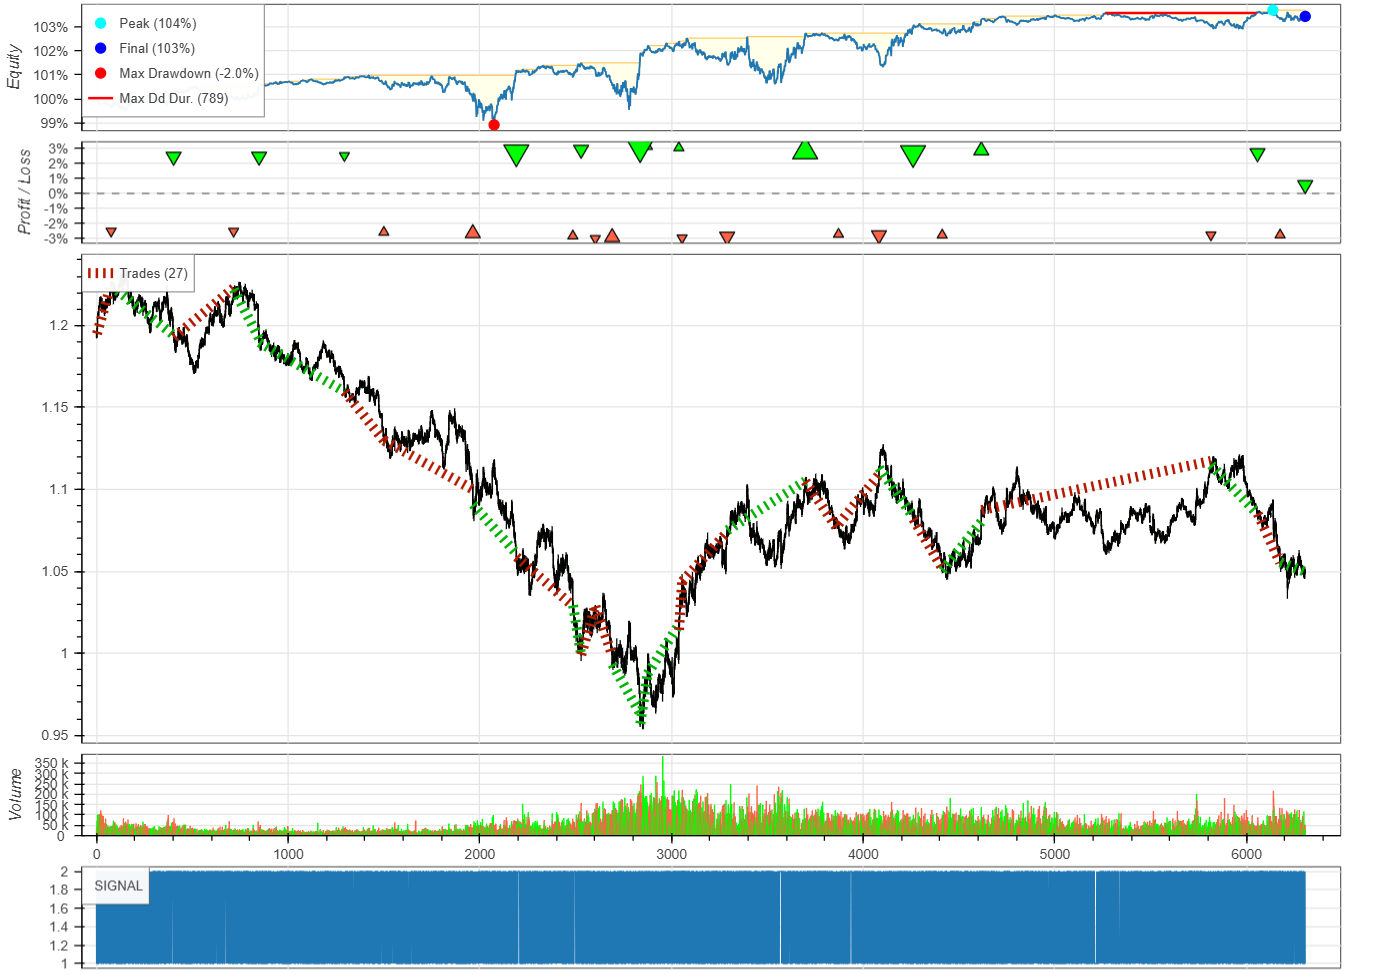 Equity
103%
102%
101%
100%
99%
Peak (104%)
Final (103%)
Max Drawdown (-2.0%)
Max Dd Dur. (789)
Profit / Loss
3%
2%
1%
0%
-1%
-2%
-3%
Trades (27)
1.2
1.15
1.1
1.05
1
0.95
Volume
350 k
300 k
250 k
200 k
150 k
100 k
50 k
0
0
1000
2000
3000
4000
5000
6000
SIGNAL
2
1.8
1.6
1.4
1.2
1